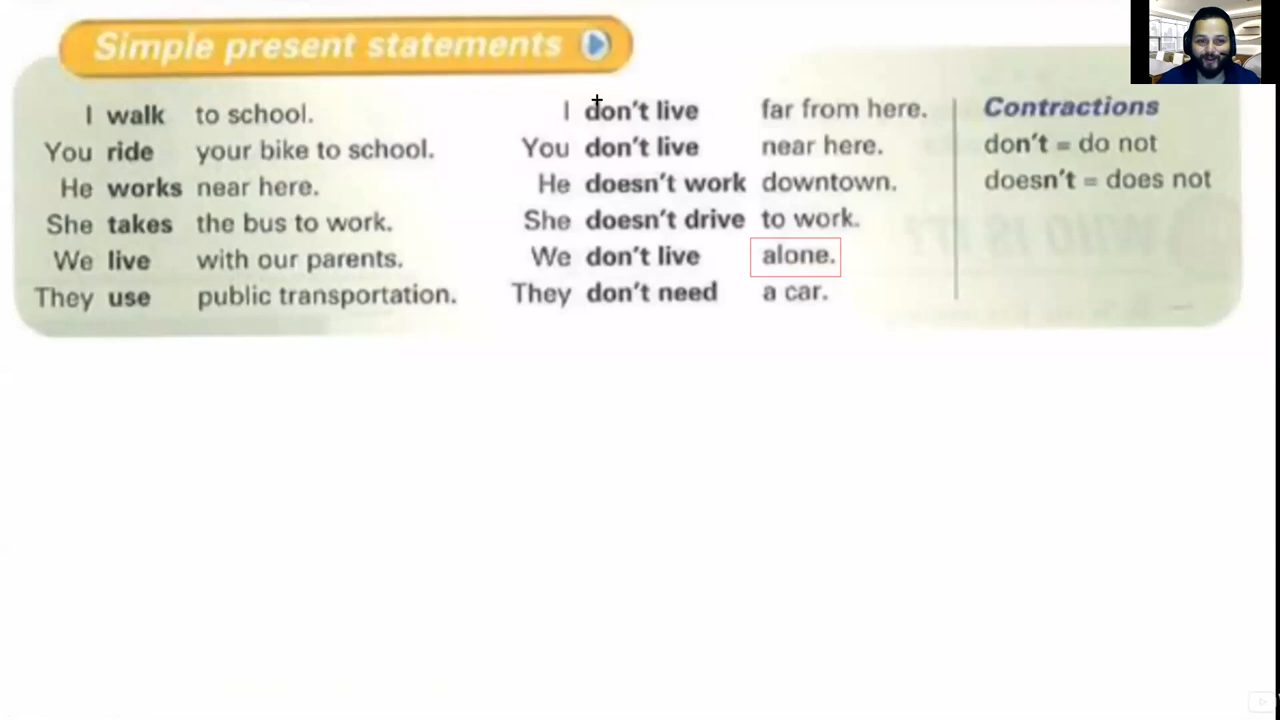 Simple present statements
I walk to school.
You ride your bike to school.
He works near here.
She takes the bus to work.
We live with our parents.
They use public transportation.
I don't live far from here.
You don't live near here.
He doesn't work downtown.
She doesn't drive to work.
We don't live alone.
They don't need a car.
Contractions
don't = do not
doesn't = does not
WHO IS IT?